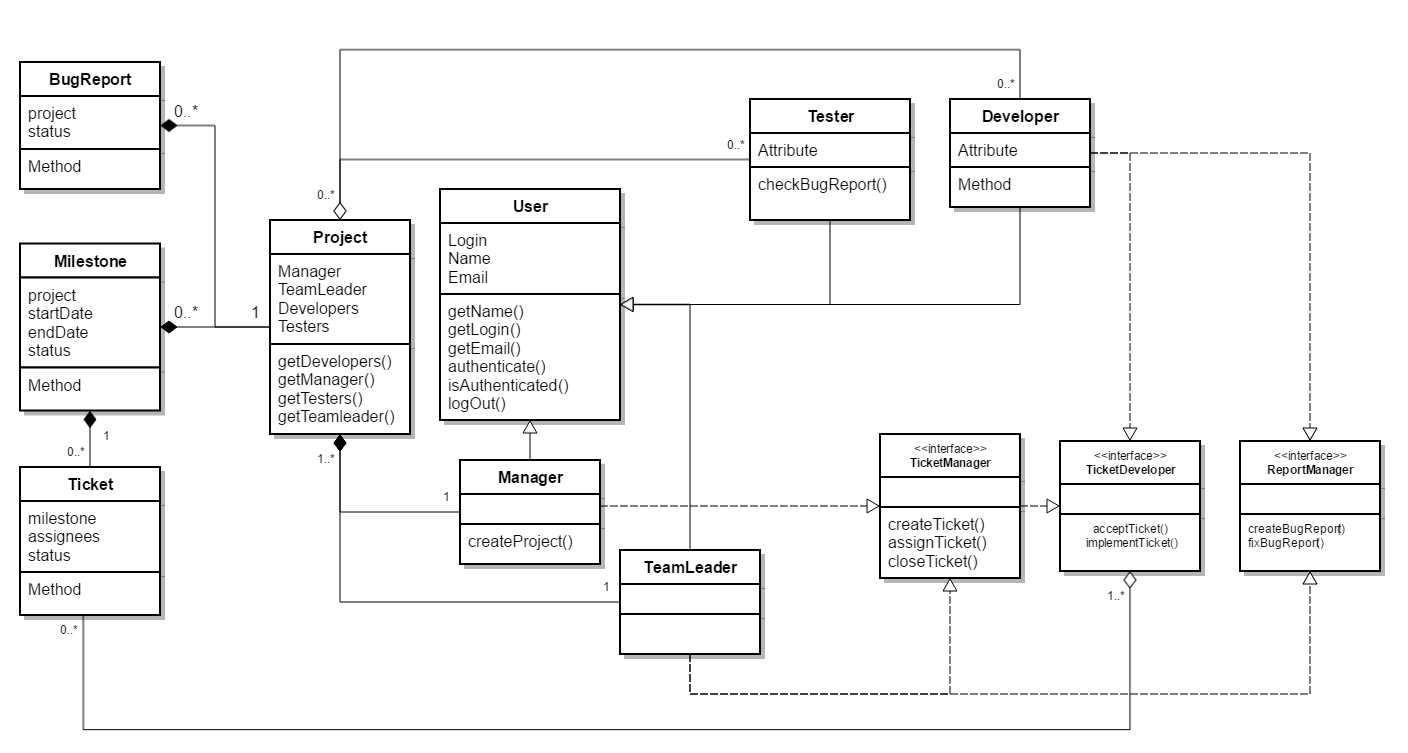 BugReport
project
status
Method
0..*
Milestone
project
startDate
endDate
status
Method
0..*
1
1
0..*
Ticket
milestone
assignees
status
Method
0..*
0..*
Project
Manager
TeamLeader
Developers
Testers
getDevelopers()
getManager()
getTesters()
getTeamleader()
1..*
User
Login
Name
Email
getName()
getLogin()
getEmail()
authenticate()
isAuthenticated()
logOut()
1
Manager
createProject()
1
TeamLeader
0..*
Tester
Attribute
checkBugReport()
0..*
Developer
Attribute
Method
<<interface>>
TicketManager
createTicket()
assignTicket()
closeTicket()
<<interface>>
TicketDeveloper
acceptTicket()
implementTicket()
1..*
<<interface>>
ReportManager
createBugReport()
fixBugReport()